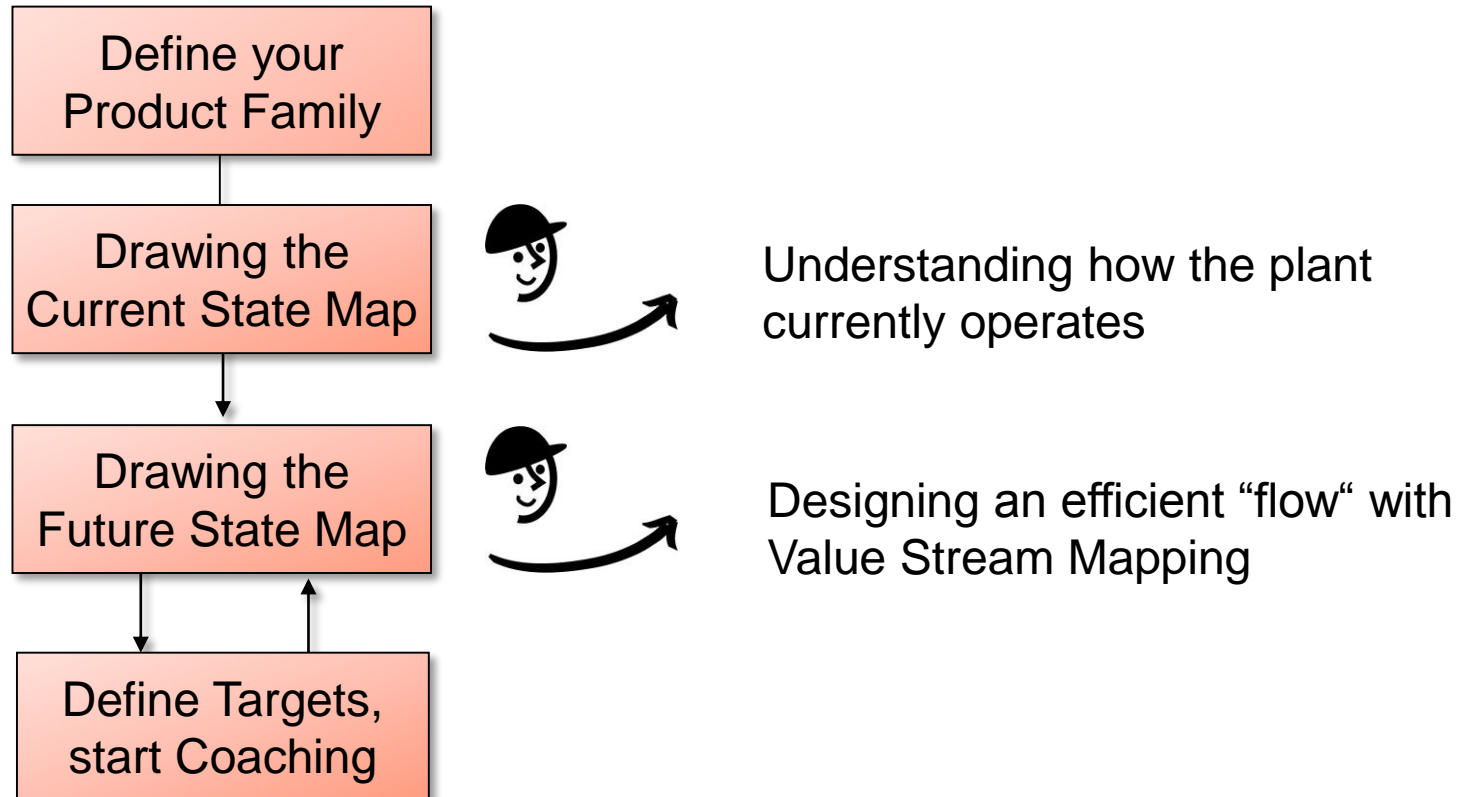 Define your
Product Family
Drawing the
Current State Map
Understanding how the plant
currently operates
Drawing the
Future State Map
Designing an efficient “flow“ with
Value Stream Mapping
Define Targets,
start Coaching